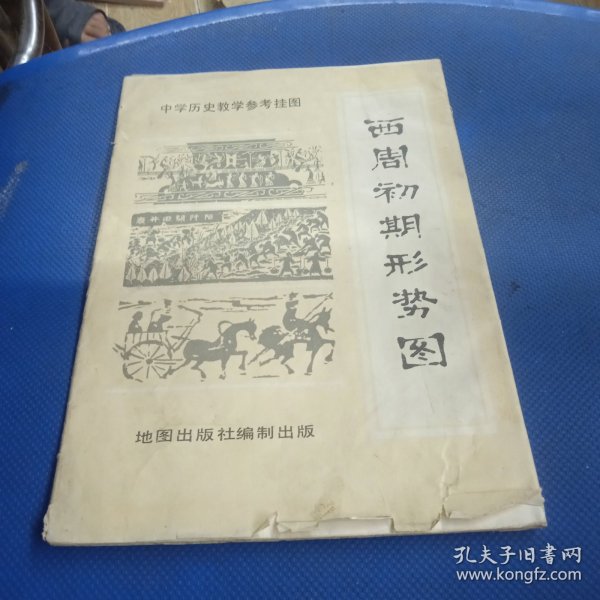 中学历史教学参考挂图
西周初期形势图
地图出版社编制出版
孔夫子旧书网
www.kongfz.com